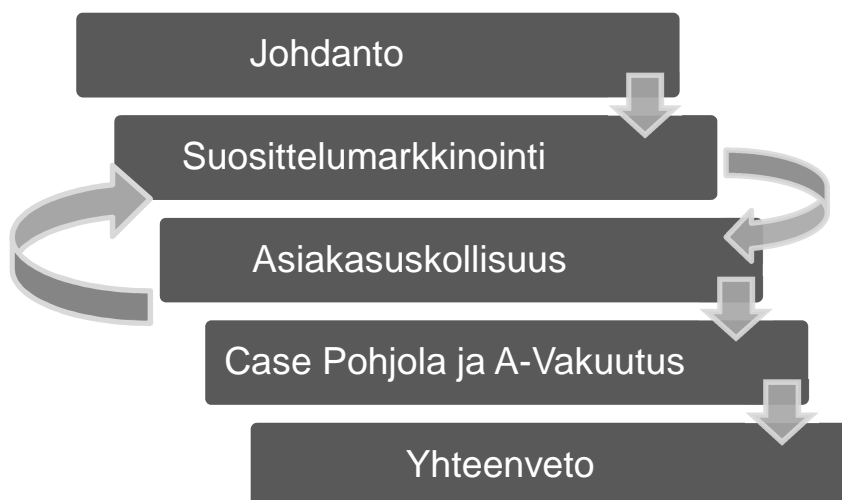 Johdanto
Suosittelumarkkinointi
Asiakasuskollisuus
Case Pohjola ja A-Vakuutus
Yhteenveto